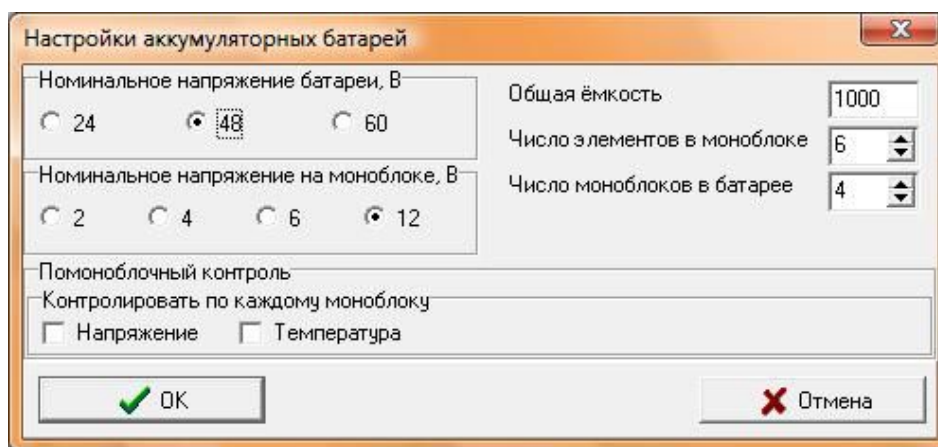 Настройки аккумуляторных батарей
Номинальное напряжение батареи, В
24 48 60
Общая ёмкость 1000
Число элементов в моноблоке 6
Номинальное напряжение на моноблоке, В
Число моноблоков в батарее 4
2 4 6 12
Помоноблочный контроль
Контролировать по каждому моноблоку
Напряжение Температура
OK Отмена